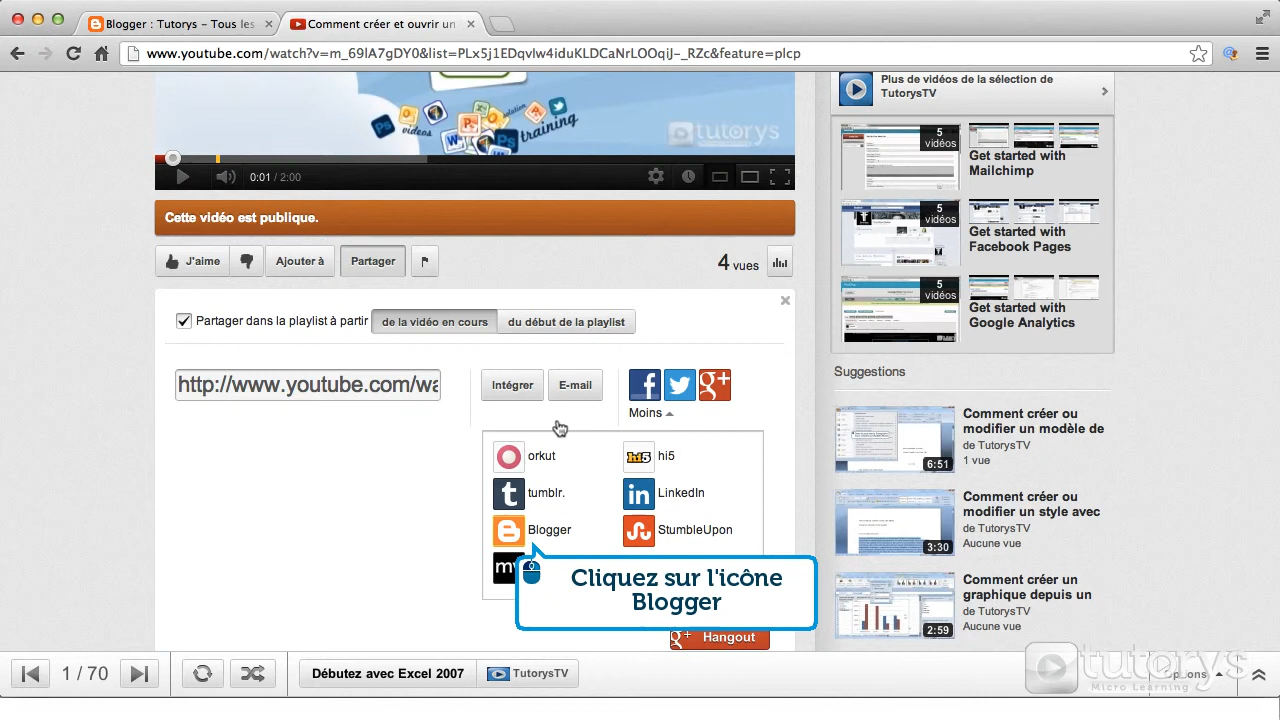 Blogger : Tutorys – Tous les
Comment créer et ouvrir un
www.youtube.com/watch?v=m_69lA7gDY0&list=PLx5j1EDqvlw4iduKLDCaNrLOOqiJ-_RZc&feature=plcp
videos
training
tutorys
0:01 / 2:00
Cette vidéo est publique.
J'aime
Ajouter à
Partager
4 vues
Partager dans la playlist à partir
de la vidéo en cours
du début de la playlist
http://www.youtube.com/wa
Intégrer
E-mail
Moins
orkut
hi5
hi5
tumblr.
LinkedIn
Blogger
StumbleUpon
my
Cliquez sur l'icône
Blogger
Hangout
Plus de vidéos de la sélection de
TutorysTV
5
vidéos
Get started with
Mailchimp
5
vidéos
Get started with
Facebook Pages
5
vidéos
Get started with
Google Analytics
Suggestions
Comment créer ou
modifier un modèle de
de TutorysTV
1 vue
6:51
Comment créer ou
modifier un style avec
de TutorysTV
Aucune vue
3:30
Comment créer un
graphique depuis un
de TutorysTV
Aucune vue
2:59
1 / 70
Débutez avec Excel 2007
TutorysTV
tutorys
Micro Learning